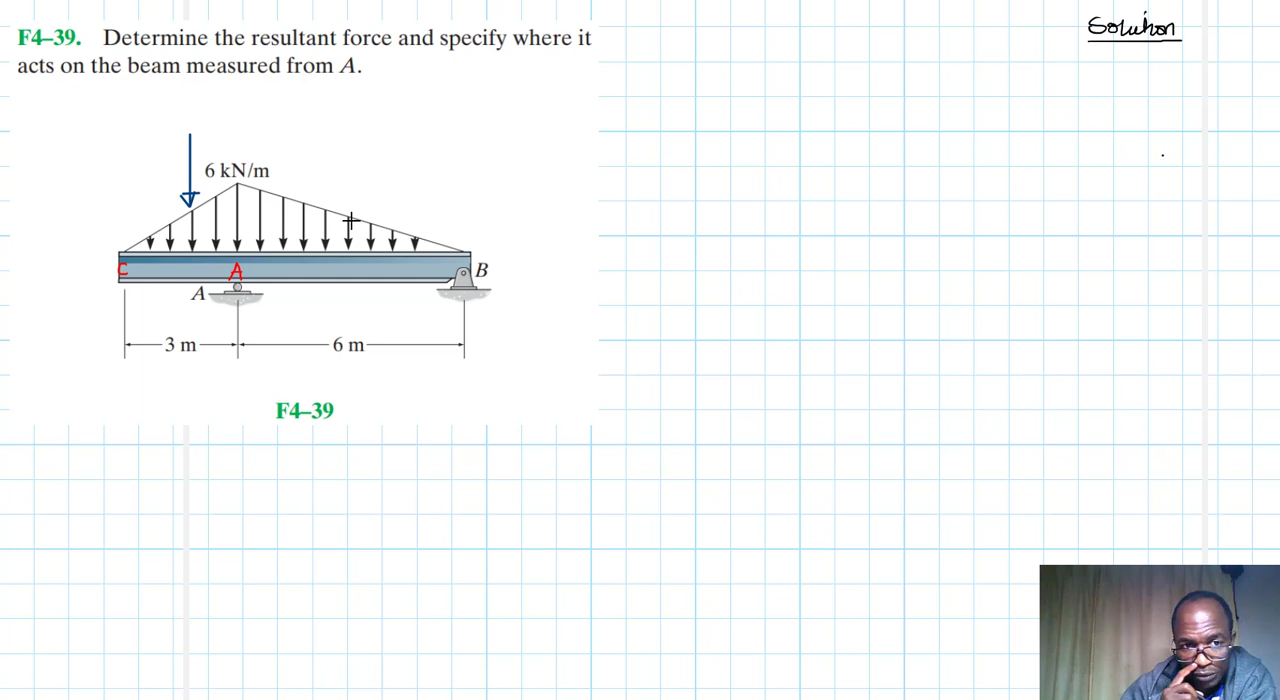 Solution
F4–39. Determine the resultant force and specify where it
acts on the beam measured from A.
6 kN/m
C
A
B
A
3 m
6 m
F4–39